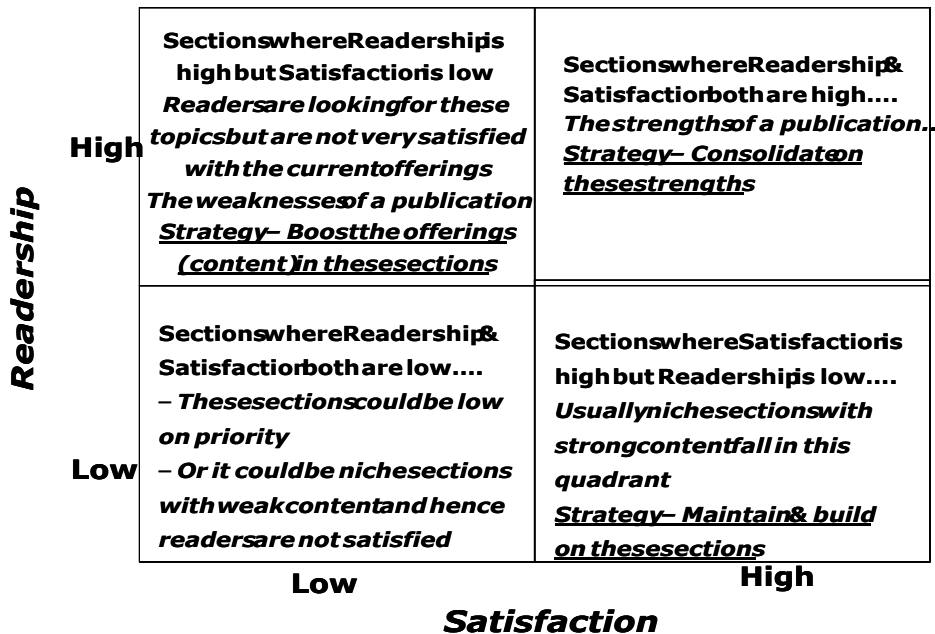 Sections where Readership is
high but Satisfaction is low
Readers are looking for these
topics but are not very satisfied
with the current offerings
The weaknesses of a publication
Strategy – Boost the offerings
(content) in these sections
Sections where Readership &
Satisfaction both are high....
The strengths of a publication..
Strategy – Consolidate on
these strengths
High
Readership
Sections where Readership &
Satisfaction both are low....
– These sections could be low
on priority
– Or it could be niche sections
with weak content and hence
readers are not satisfied
Sections where Satisfaction is
high but Readership is low....
Usually niche sections with
strong content fall in this
quadrant
Strategy – Maintain & build
on these sections
Low
Low
High
Satisfaction